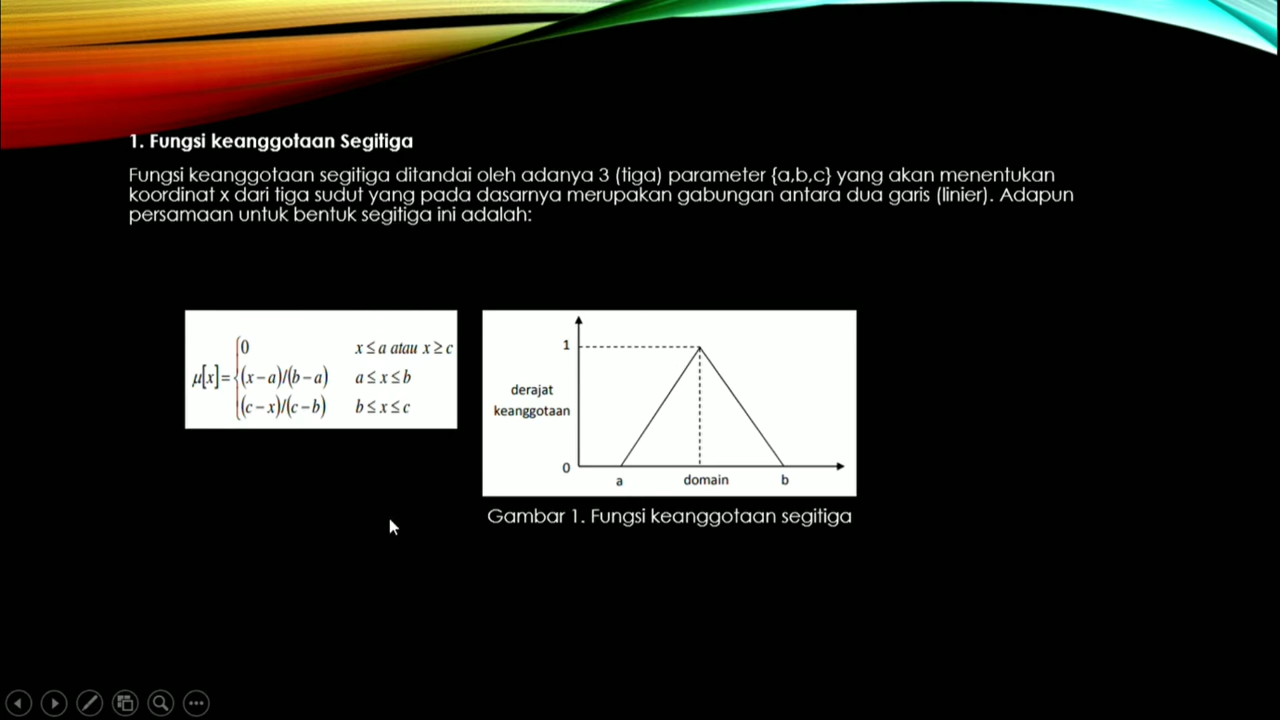 1. Fungsi keanggotaan Segitiga
Fungsi keanggotaan segitiga ditandai oleh adanya 3 (tiga) parameter {a,b,c} yang akan menentukan
koordinat x dari tiga sudut yang pada dasarnya merupakan gabungan antara dua garis (linier). Adapun
persamaan untuk bentuk segitiga ini adalah:
0 x ≤ a atau x ≥ c
μ[x]= (x−a)/(b−a) a ≤ x ≤ b
(c−x)/(c−b) b ≤ x ≤ c
1
derajat
keanggotaan
0
a domain b
Gambar 1. Fungsi keanggotaan segitiga